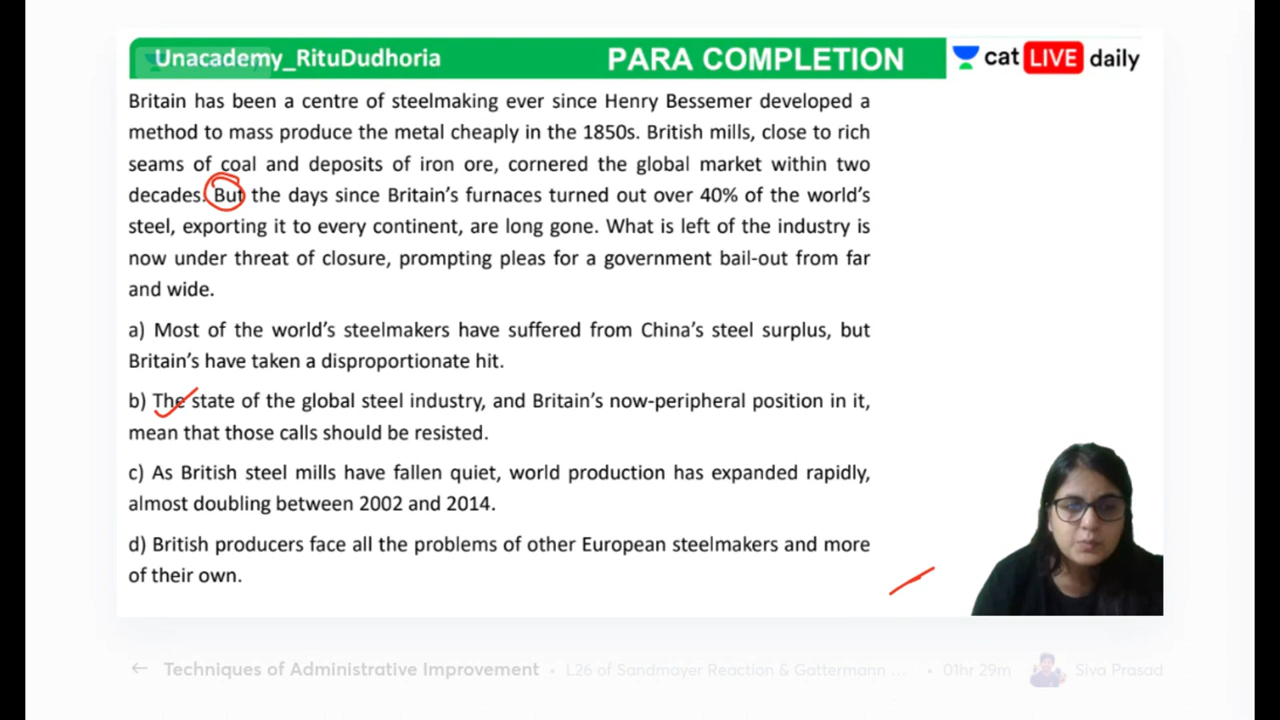 Unacademy_RituDudhoria
PARA COMPLETION
cat LIVE daily
Britain has been a centre of steelmaking ever since Henry Bessemer developed a
method to mass produce the metal cheaply in the 1850s. British mills, close to rich
seams of coal and deposits of iron ore, cornered the global market within two
decades. But the days since Britain's furnaces turned out over 40% of the world's
steel, exporting it to every continent, are long gone. What is left of the industry is
now under threat of closure, prompting pleas for a government bail-out from far
and wide.
a) Most of the world's steelmakers have suffered from China's steel surplus, but
Britain's have taken a disproportionate hit.
b) The state of the global steel industry, and Britain's now-peripheral position in it,
mean that those calls should be resisted.
c) As British steel mills have fallen quiet, world production has expanded rapidly,
almost doubling between 2002 and 2014.
d) British producers face all the problems of other European steelmakers and more
of their own.
Techniques of Administrative Improvement • L26 of Sandmayer Reaction & Gattermann ... • 01hr 29m Siva Prasad